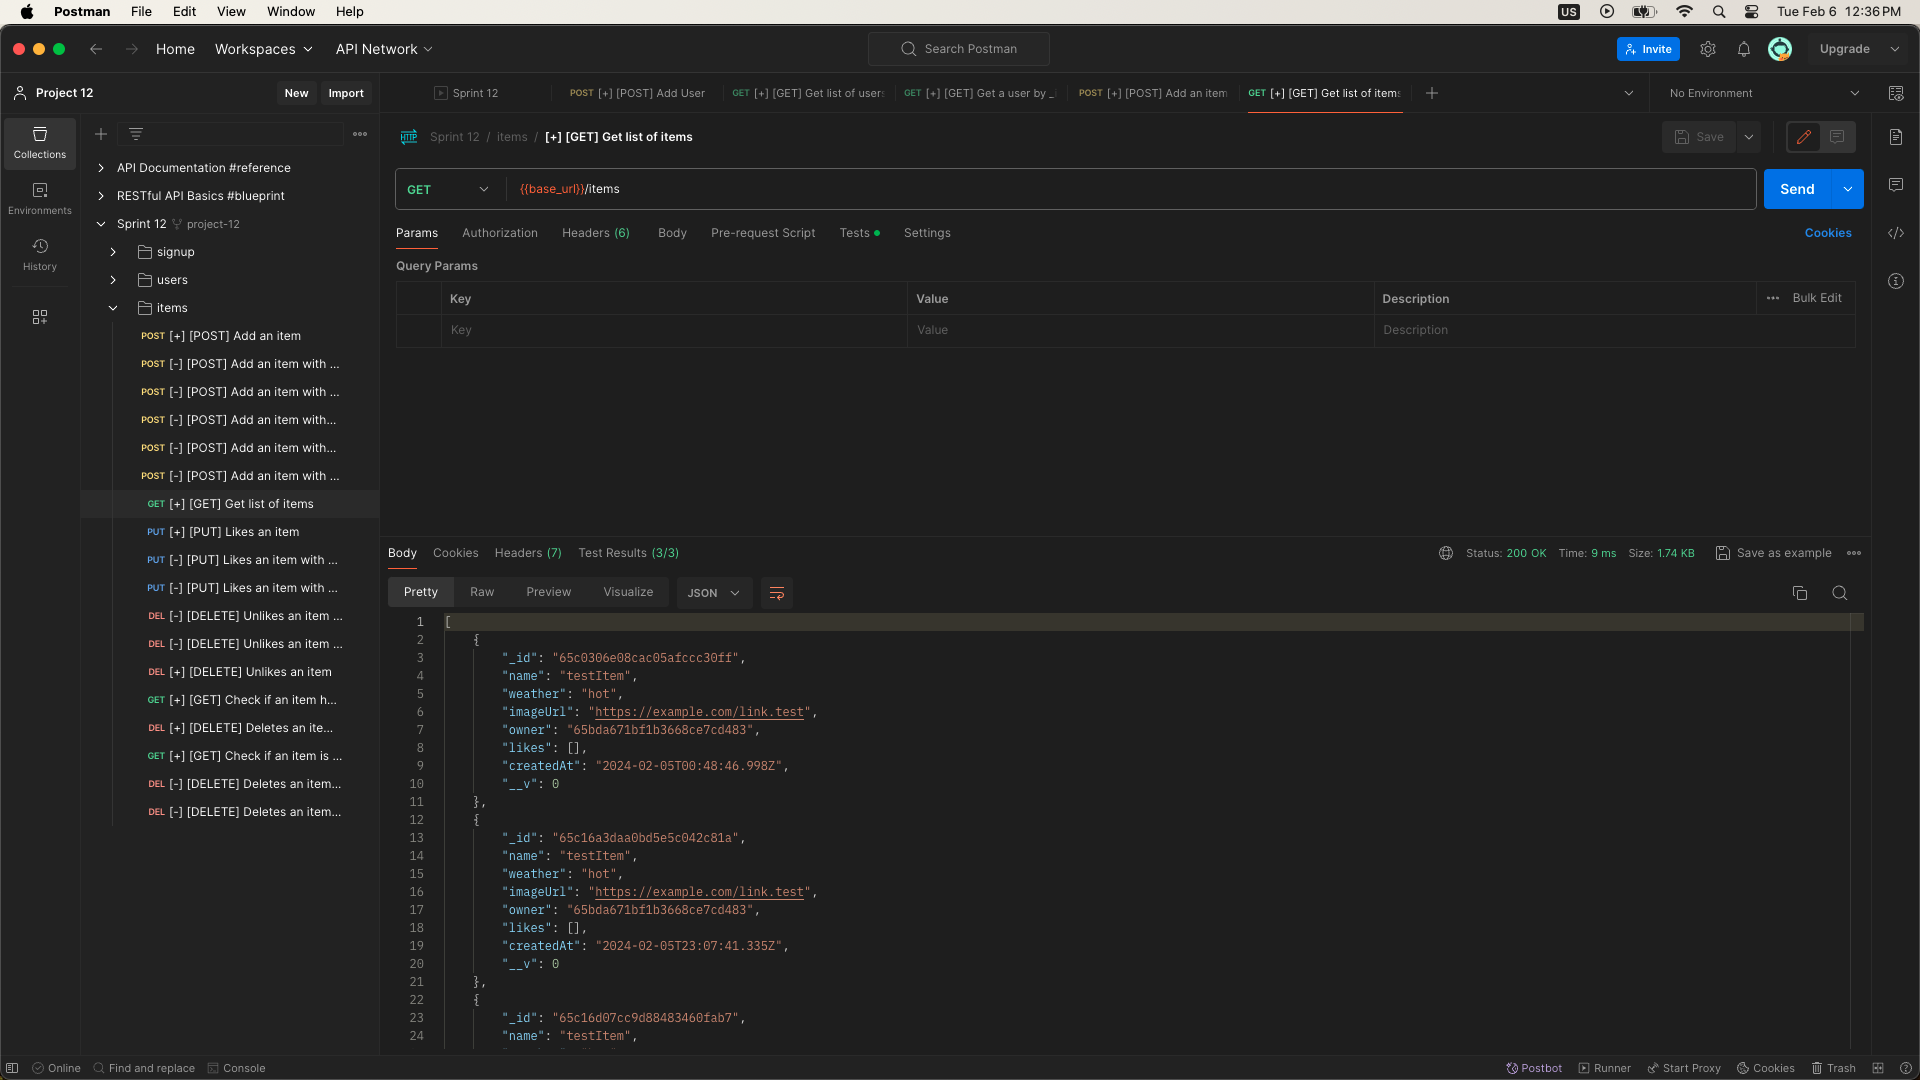 Postman File Edit View Window Help US Tue Feb 6 12:36 PM
Home Workspaces API Network Search Postman Invite Upgrade
Project 12 New Import
Sprint 12 POST [+] [POST] Add User GET [+] [GET] Get list of users GET [+] [GET] Get a user by _ POST [+] [POST] Add an item GET [+] [GET] Get list of items No Environment
Collections
Environments
History
API Documentation #reference
RESTful API Basics #blueprint
Sprint 12 project-12
signup
users
items
POST [+] [POST] Add an item
POST [-] [POST] Add an item with ...
POST [-] [POST] Add an item with ...
POST [-] [POST] Add an item with...
POST [-] [POST] Add an item with...
POST [-] [POST] Add an item with ...
GET [+] [GET] Get list of items
PUT [+] [PUT] Likes an item
PUT [-] [PUT] Likes an item with ...
PUT [-] [PUT] Likes an item with ...
DEL [-] [DELETE] Unlikes an item ...
DEL [-] [DELETE] Unlikes an item ...
DEL [+] [DELETE] Unlikes an item
GET [+] [GET] Check if an item h...
DEL [+] [DELETE] Deletes an ite...
GET [+] [GET] Check if an item is ...
DEL [-] [DELETE] Deletes an item...
DEL [-] [DELETE] Deletes an item...
HTTP Sprint 12 / items / [+] [GET] Get list of items Save
GET {{base_url}}/items Send
Params Authorization Headers (6) Body Pre-request Script Tests Settings Cookies
Query Params
Key Value Description Bulk Edit
Key Value Description
Body Cookies Headers (7) Test Results (3/3) Status: 200 OK Time: 9 ms Size: 1.74 KB Save as example
Pretty Raw Preview Visualize JSON
1 [
2 {
3 "_id": "65c0306e08cac05afccc30ff",
4 "name": "testItem",
5 "weather": "hot",
6 "imageUrl": "https://example.com/link.test",
7 "owner": "65bda671bf1b3668ce7cd483",
8 "likes": [],
9 "createdAt": "2024-02-05T00:48:46.998Z",
10 "__v": 0
11 },
12 {
13 "_id": "65c16a3daa0bd5e5c042c81a",
14 "name": "testItem",
15 "weather": "hot",
16 "imageUrl": "https://example.com/link.test",
17 "owner": "65bda671bf1b3668ce7cd483",
18 "likes": [],
19 "createdAt": "2024-02-05T23:07:41.335Z",
20 "__v": 0
21 },
22 {
23 "_id": "65c16d07cc9d88483460fab7",
24 "name": "testItem",
Online Find and replace Console Postbot Runner Start Proxy Cookies Trash